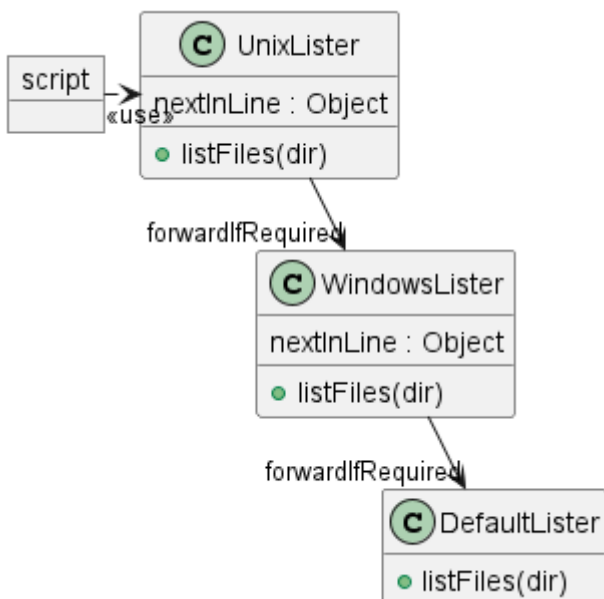 C UnixLister
script
nextInLine : Object
«use»
listFiles(dir)
forwardIfRequired
C WindowsLister
nextInLine : Object
listFiles(dir)
forwardIfRequired
C DefaultLister
listFiles(dir)